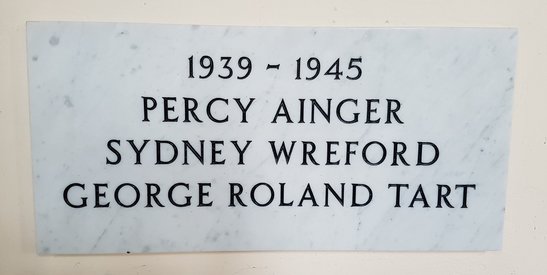 1939 - 1945
PERCY AINGER
SYDNEY WREFORD
GEORGE ROLAND TART